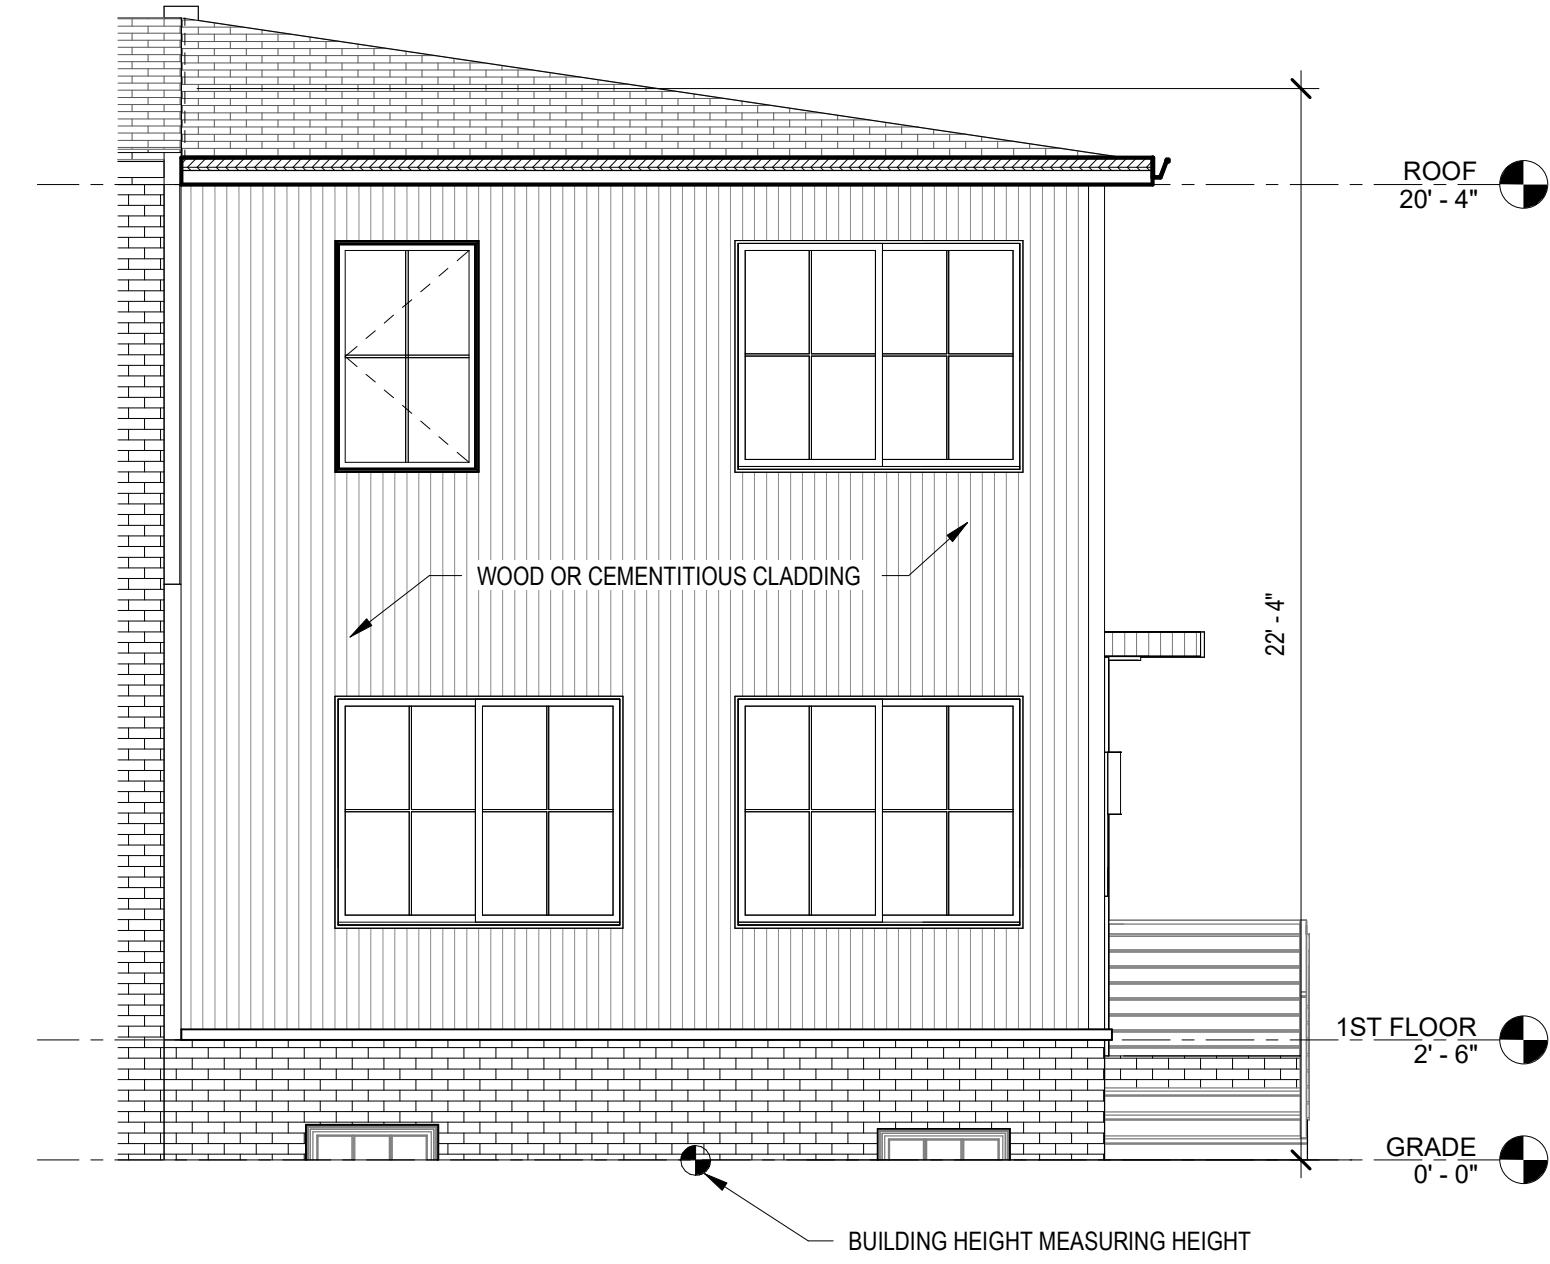 ROOF
20' - 4"
WOOD OR CEMENTITIOUS CLADDING
22' - 4"
1ST FLOOR
2' - 6"
GRADE
0' - 0"
BUILDING HEIGHT MEASURING HEIGHT